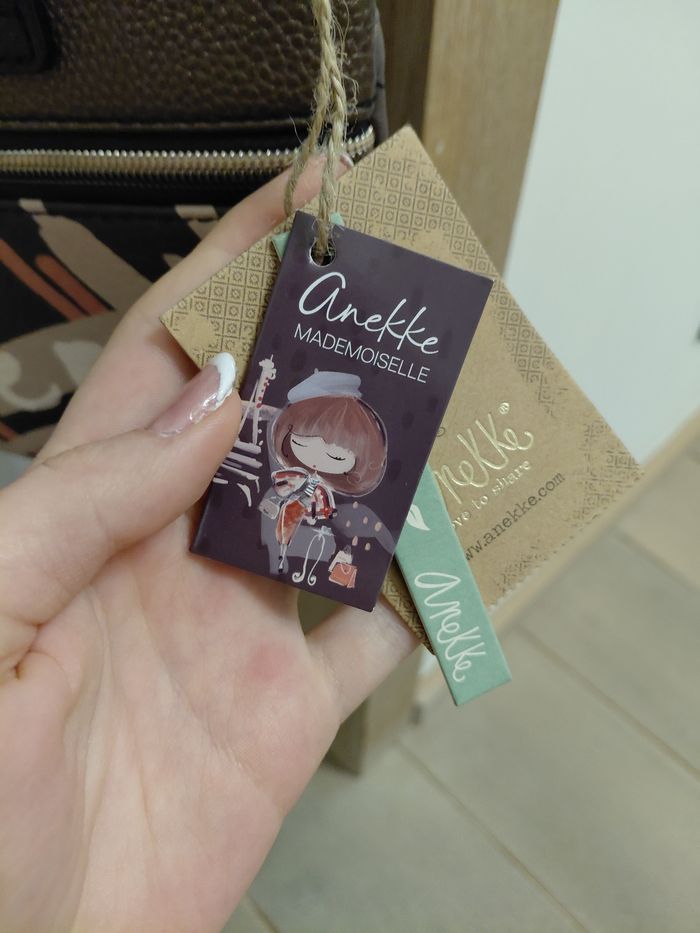 anekke
MADEMOISELLE
nekke®
ve to share
www.anekke.com
anekke